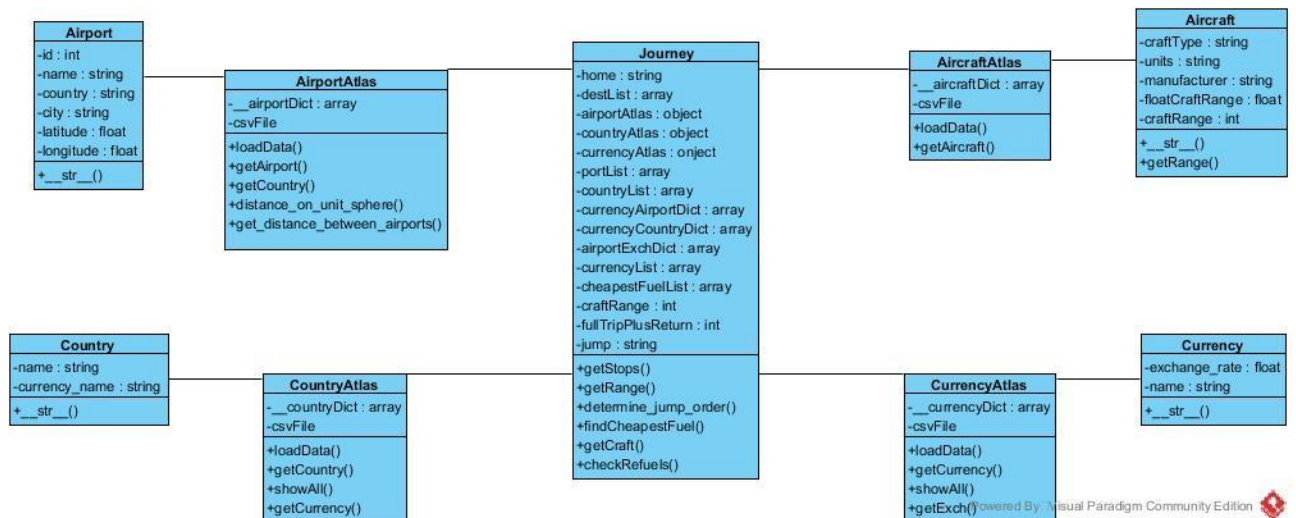 Airport
-id : int
-name : string
-country : string
-city : string
-latitude : float
-longitude : float
+__str__()
AirportAtlas
-__airportDict : array
-csvFile
+loadData()
+getAirport()
+getCountry()
+distance_on_unit_sphere()
+get_distance_between_airports()
Journey
-home : string
-destList : array
-airportAtlas : object
-countryAtlas : object
-currencyAtlas : onject
-portList : array
-countryList : array
-currencyAirportDict : array
-currencyCountryDict : array
-airportExchDict : array
-currencyList : array
-cheapestFuelList : array
-craftRange : int
-fullTripPlusReturn : int
-jump : string
+getStops()
+getRange()
+determine_jump_order()
+findCheapestFuel()
+getCraft()
+checkRefuels()
AircraftAtlas
-__aircraftDict : array
-csvFile
+loadData()
+getAircraft()
Aircraft
-craftType : string
-units : string
-manufacturer : string
-floatCraftRange : float
-craftRange : int
+__str__()
+getRange()
Country
-name : string
-currency_name : string
+__str__()
CountryAtlas
-__countryDict : array
-csvFile
+loadData()
+getCountry()
+showAll()
+getCurrency()
CurrencyAtlas
-__currencyDict : array
-csvFile
+loadData()
+getCurrency()
+showAll()
+getExch()
Currency
-exchange_rate : float
-name : string
+__str__()
Powered By Visual Paradigm Community Edition